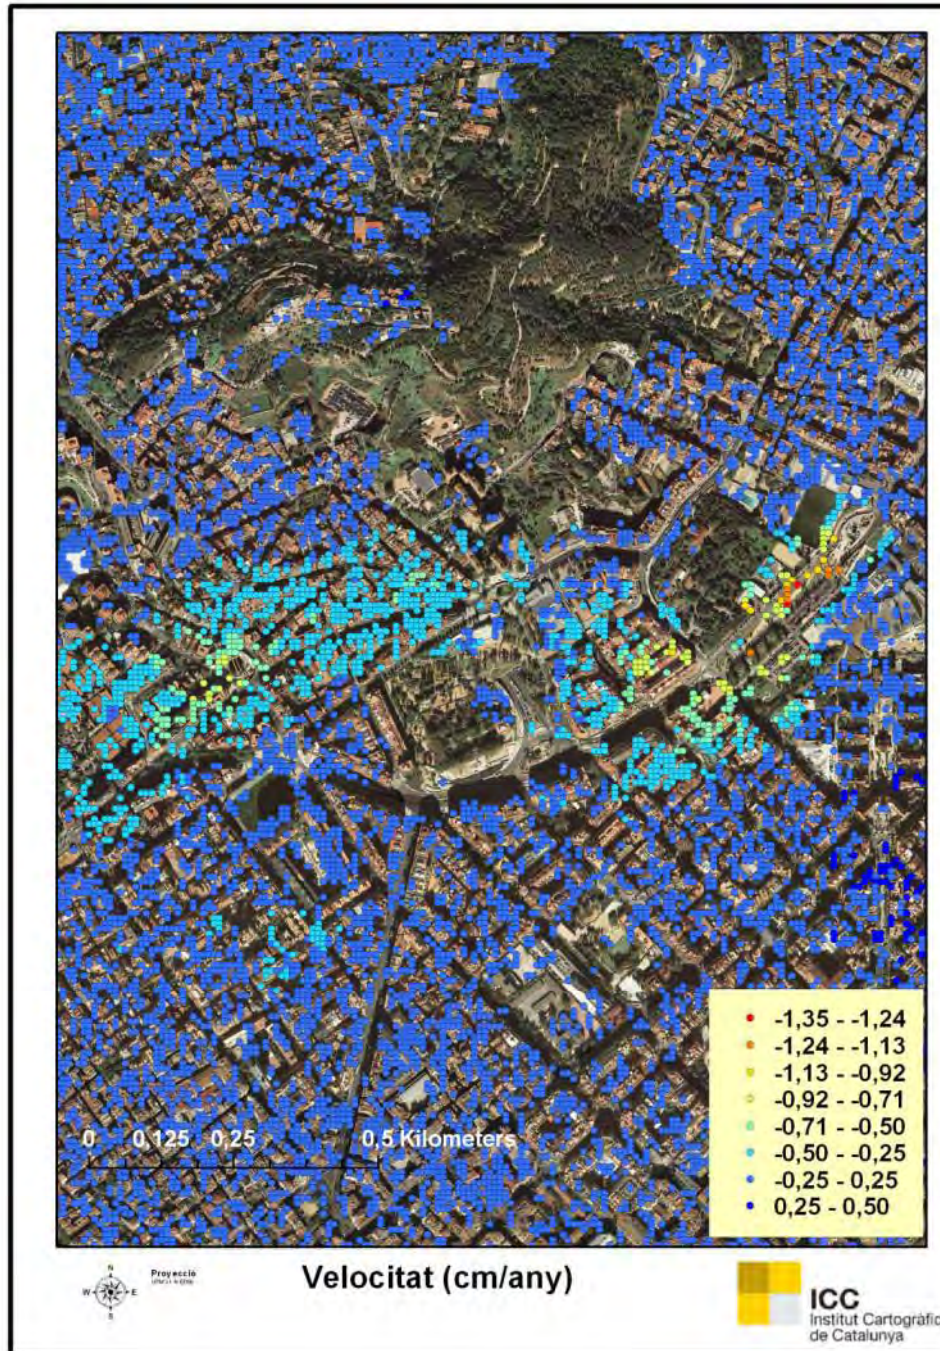 -1,35 - -1,24
-1,24 - -1,13
-1,13 - -0,92
-0,92 - -0,71
-0,71 - -0,50
-0,50 - -0,25
-0,25 - 0,25
0,25 - 0,50
0 0,125 0,25 0,5 Kilometers
N
W E
S
Proyecció
Velocitat (cm/any)
ICC
Institut Cartogràfic
de Catalunya